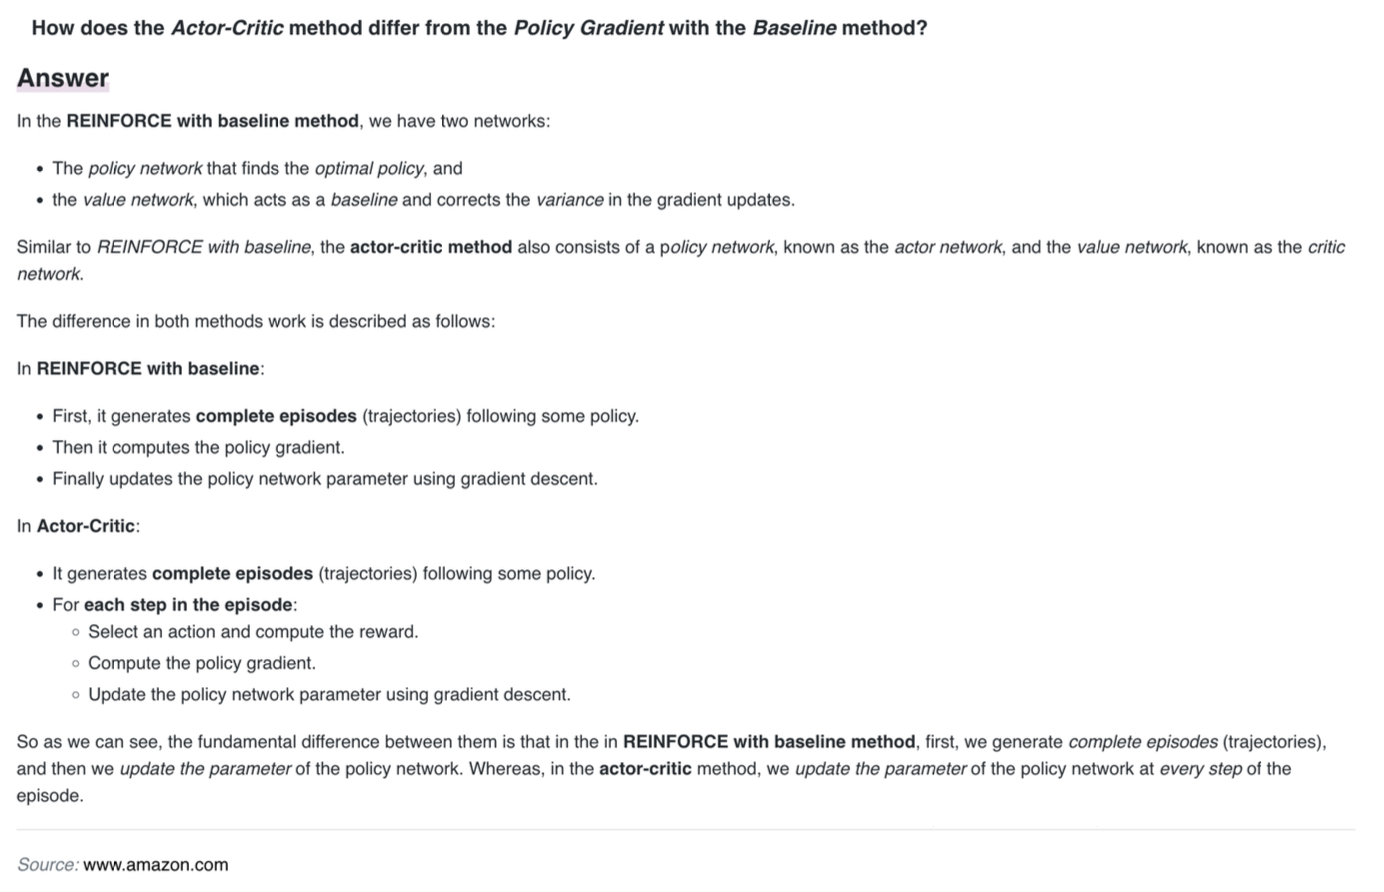 How does the Actor-Critic method differ from the Policy Gradient with the Baseline method?
Answer
In the REINFORCE with baseline method, we have two networks:
• The policy network that finds the optimal policy, and
• the value network, which acts as a baseline and corrects the variance in the gradient updates.
Similar to REINFORCE with baseline, the actor-critic method also consists of a policy network, known as the actor network, and the value network, known as the critic
network.
The difference in both methods work is described as follows:
In REINFORCE with baseline:
• First, it generates complete episodes (trajectories) following some policy.
• Then it computes the policy gradient.
• Finally updates the policy network parameter using gradient descent.
In Actor-Critic:
• It generates complete episodes (trajectories) following some policy.
• For each step in the episode:
◦ Select an action and compute the reward.
◦ Compute the policy gradient.
◦ Update the policy network parameter using gradient descent.
So as we can see, the fundamental difference between them is that in the in REINFORCE with baseline method, first, we generate complete episodes (trajectories),
and then we update the parameter of the policy network. Whereas, in the actor-critic method, we update the parameter of the policy network at every step of the
episode.
Source: www.amazon.com